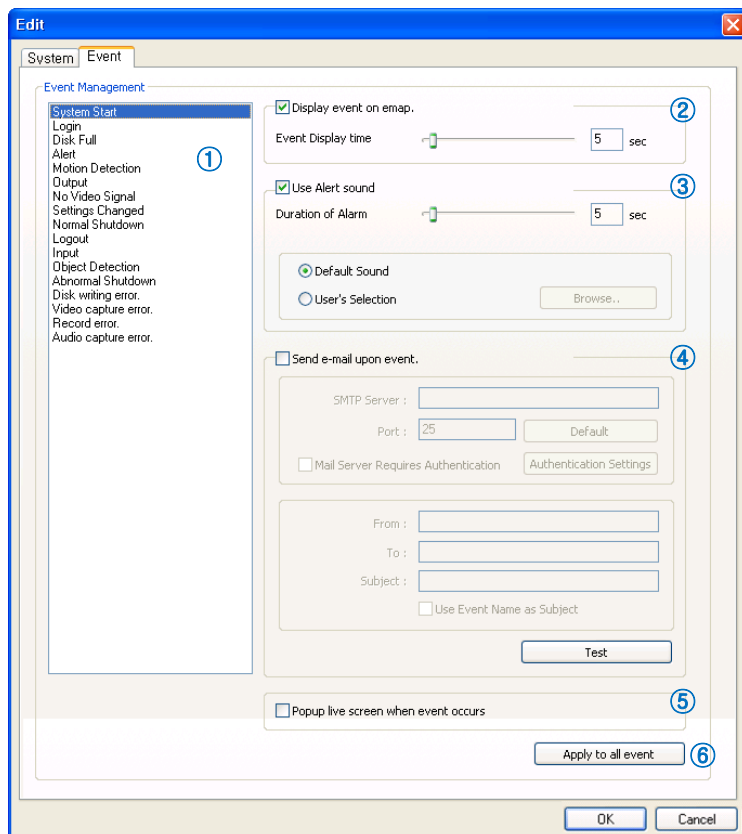 Edit
System Event
Event Management
System Start
Login
Disk Full
Alert
Motion Detection
Output
No Video Signal
Settings Changed
Normal Shutdown
Logout
Input
Object Detection
Abnormal Shutdown
Disk writing error.
Video capture error.
Record error.
Audio capture error.
①
Display event on emap.
②
Event Display time 5 sec
Use Alert sound
③
Duration of Alarm 5 sec
Default Sound
User's Selection Browse..
Send e-mail upon event.
④
SMTP Server :
Port : 25 Default
Mail Server Requires Authentication Authentication Settings
From :
To :
Subject :
Use Event Name as Subject
Test
Popup live screen when event occurs
⑤
Apply to all event
⑥
OK Cancel